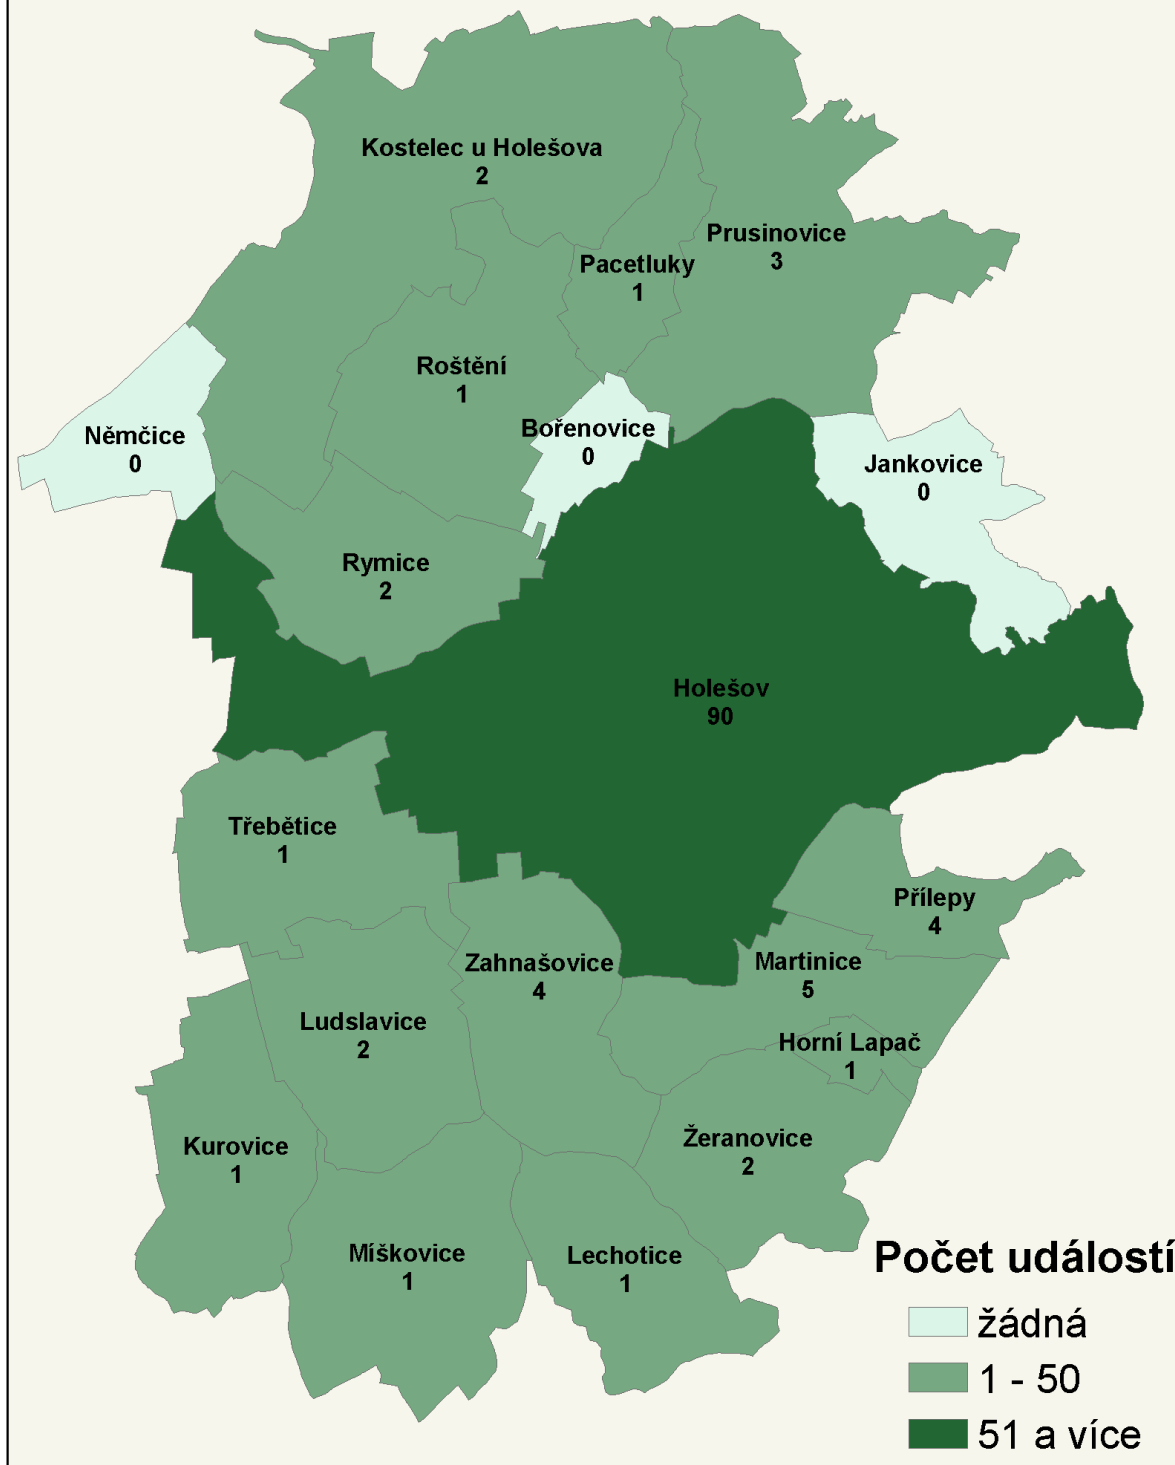 Kostelec u Holešova
2
Prusinovice
3
Pacetluky
1
Roštění
1
Němčice
0
Bořenovice
0
Jankovice
0
Rymice
2
Holešov
90
Třebětice
1
Přílepy
4
Zahnašovice
4
Martinice
5
Ludslavice
2
Horní Lapač
1
Kurovice
1
Žeranovice
2
Míškovice
1
Lechotice
1
Počet událostí
žádná
1 - 50
51 a více